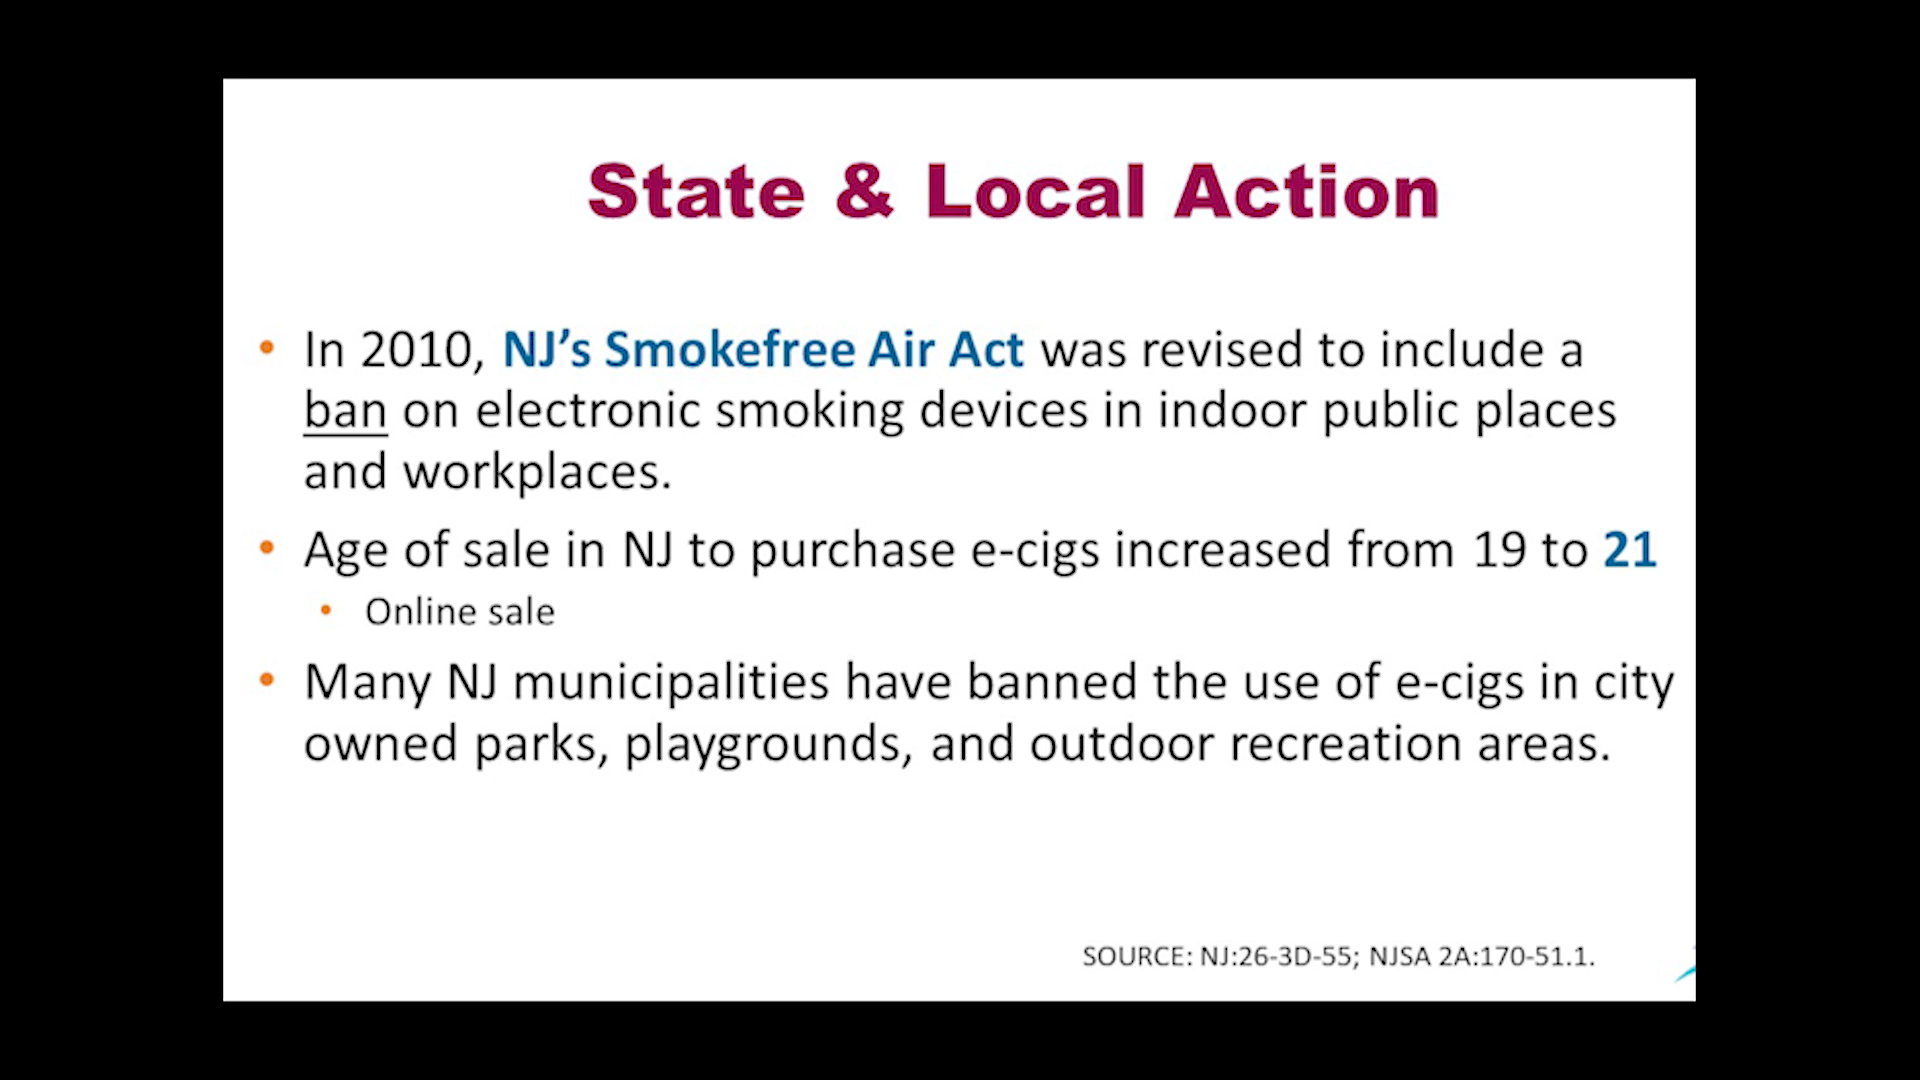 State & Local Action
• In 2010, NJ’s Smokefree Air Act was revised to include a
ban on electronic smoking devices in indoor public places
and workplaces.
• Age of sale in NJ to purchase e-cigs increased from 19 to 21
• Online sale
• Many NJ municipalities have banned the use of e-cigs in city
owned parks, playgrounds, and outdoor recreation areas.
SOURCE: NJ:26-3D-55; NJSA 2A:170-51.1.